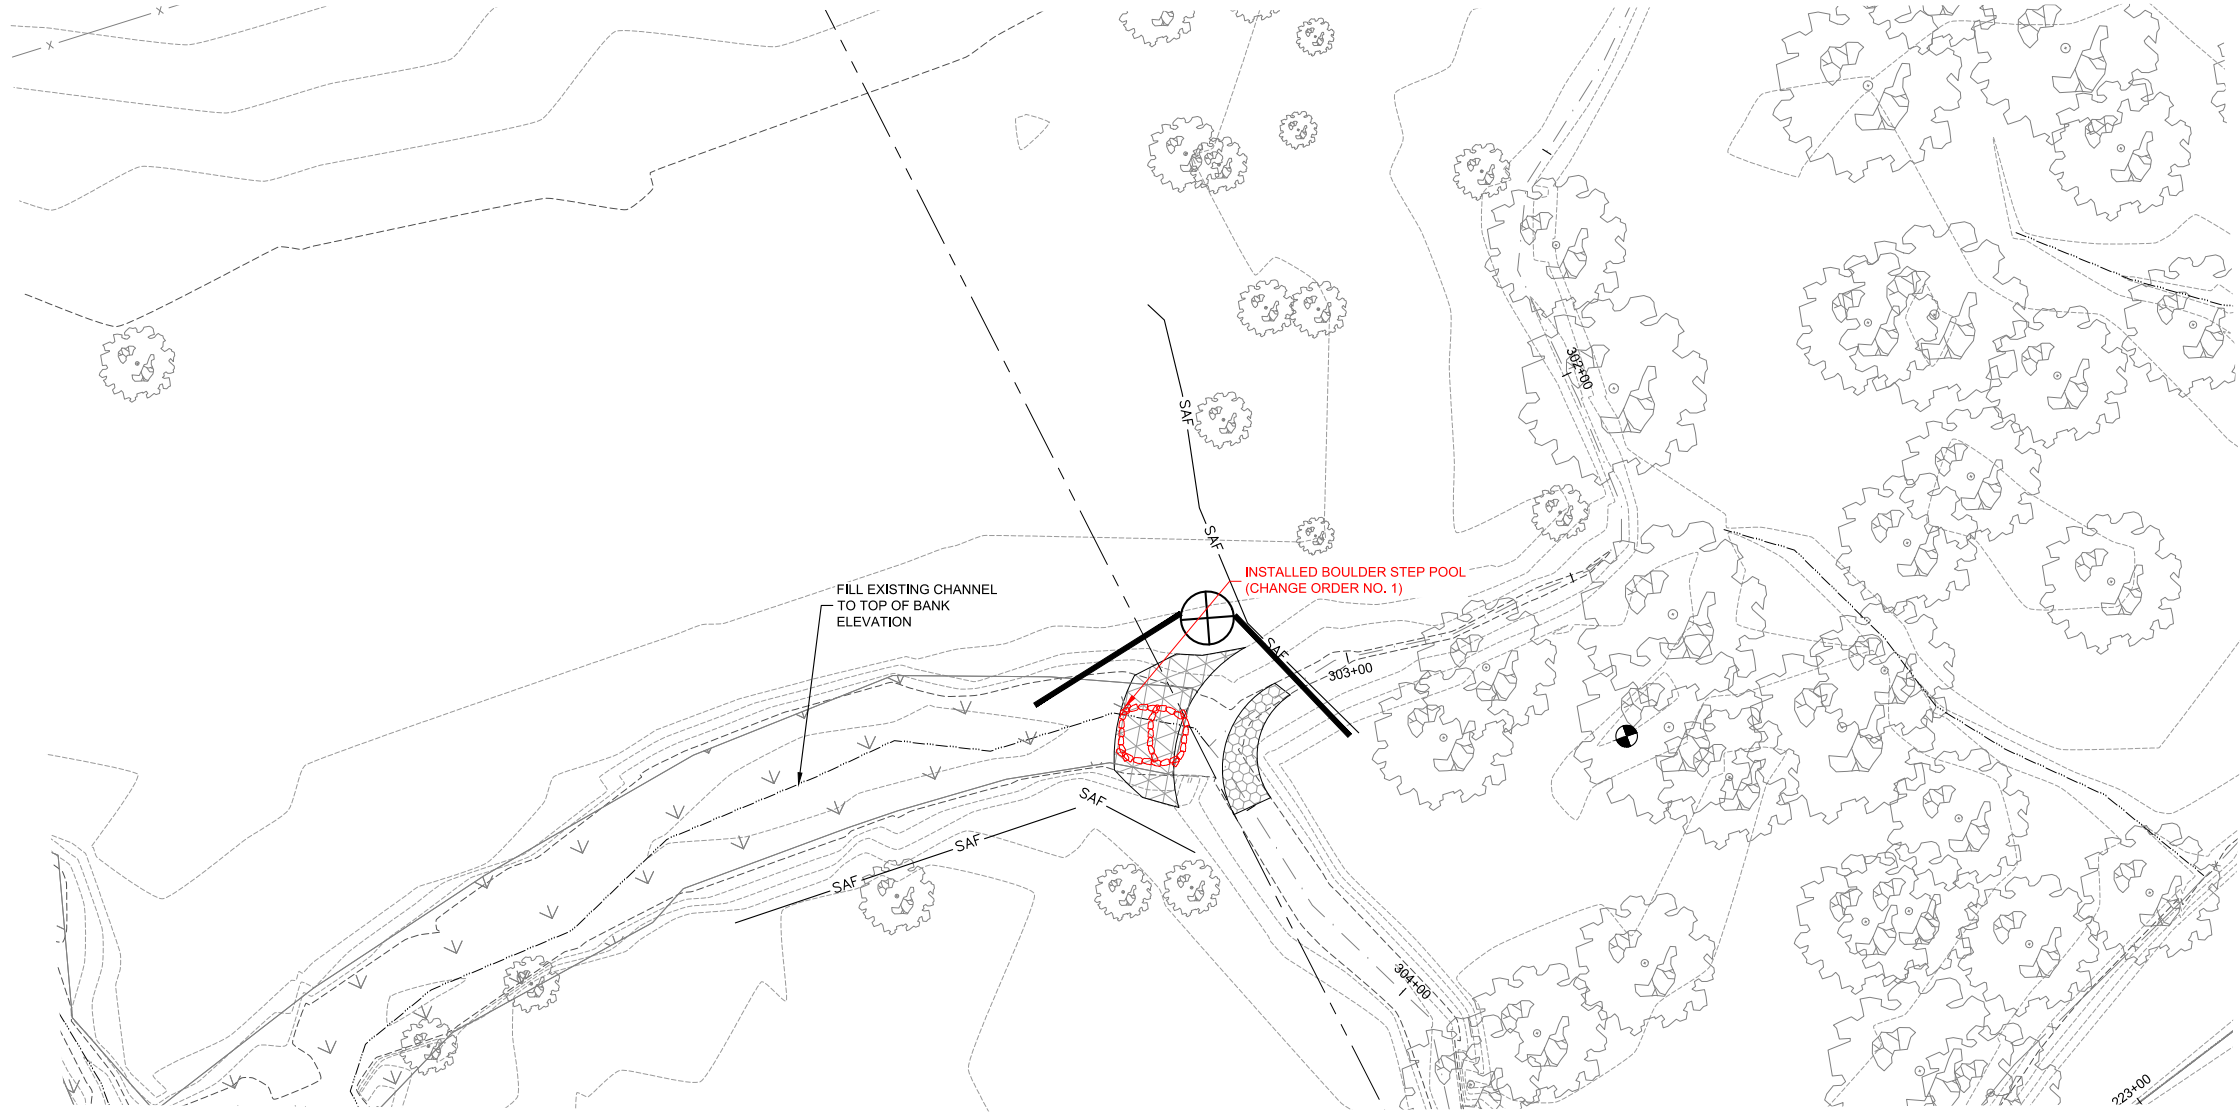 X
X
SAF
302+00
SAF
INSTALLED BOULDER STEP POOL
(CHANGE ORDER NO. 1)
FILL EXISTING CHANNEL
TO TOP OF BANK
ELEVATION
SAF
303+00
SAF
SAF
SAF
304+00
223+00